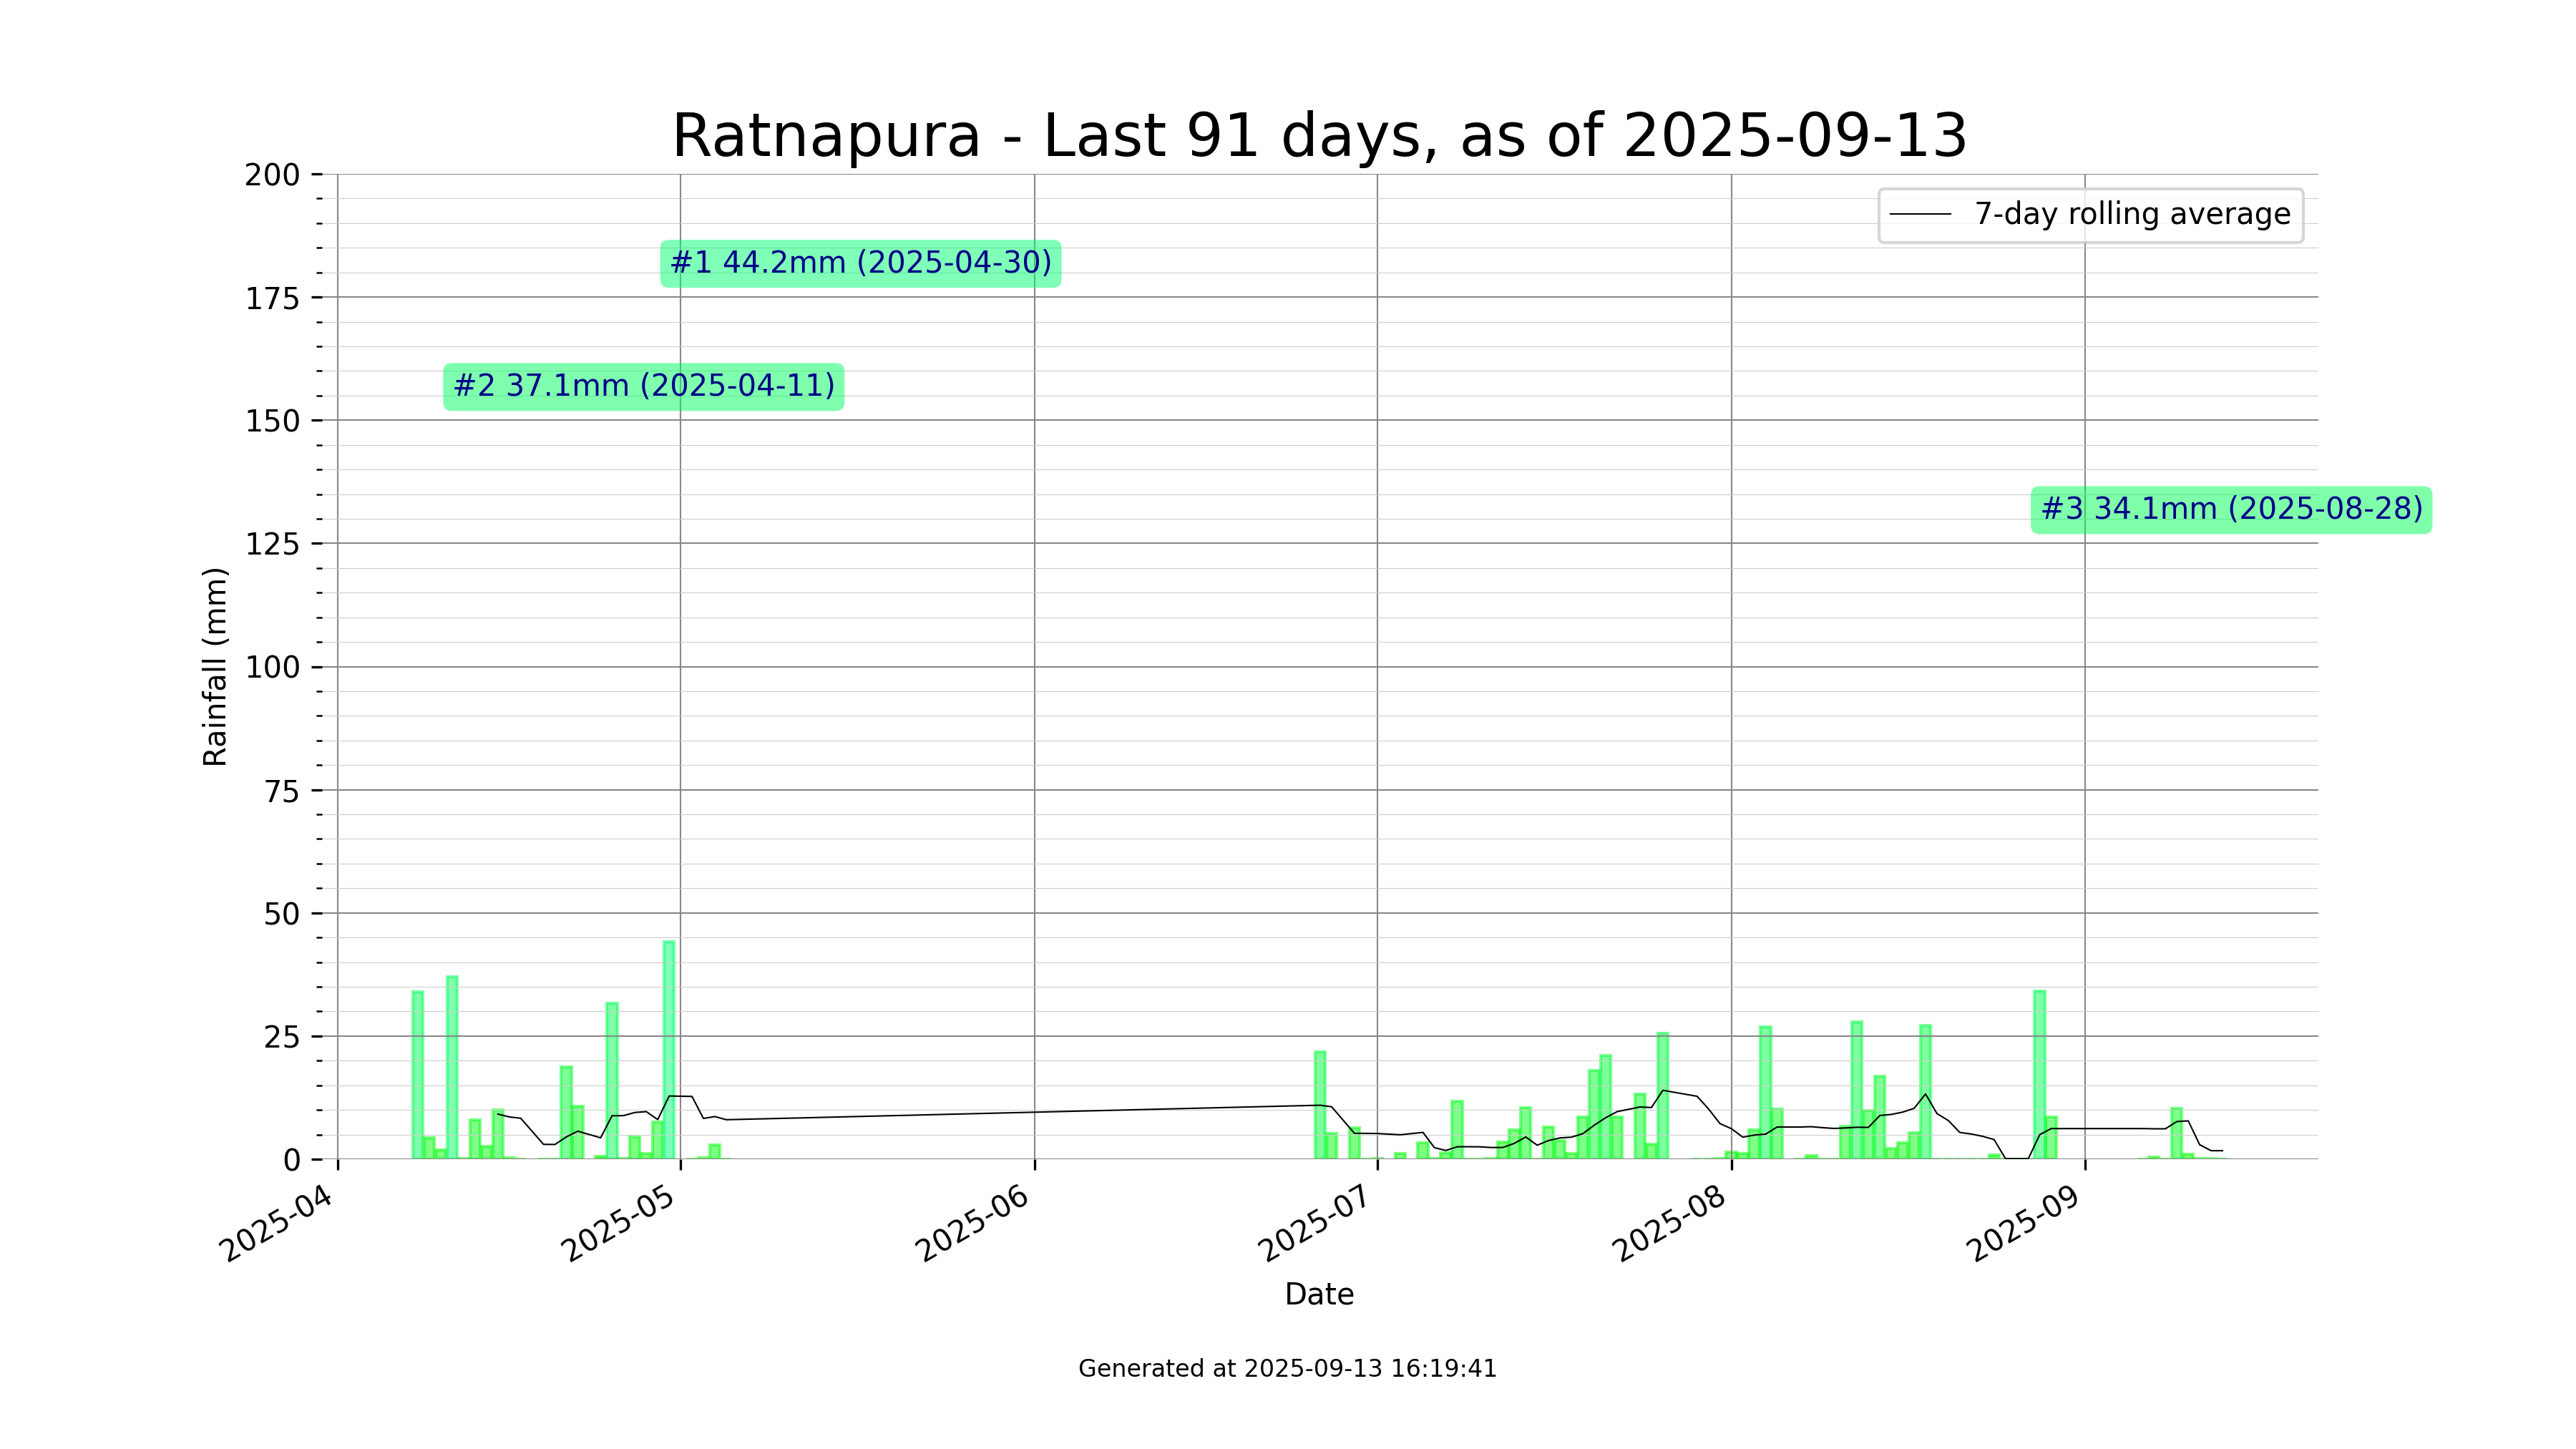 Ratnapura - Last 91 days, as of 2025-09-13
7-day rolling average
#1 44.2mm (2025-04-30)
#2 37.1mm (2025-04-11)
#3 34.1mm (2025-08-28)
Rainfall (mm)
200
175
150
125
100
75
50
25
0
2025-04
2025-05
2025-06
2025-07
2025-08
2025-09
Date
Generated at 2025-09-13 16:19:41